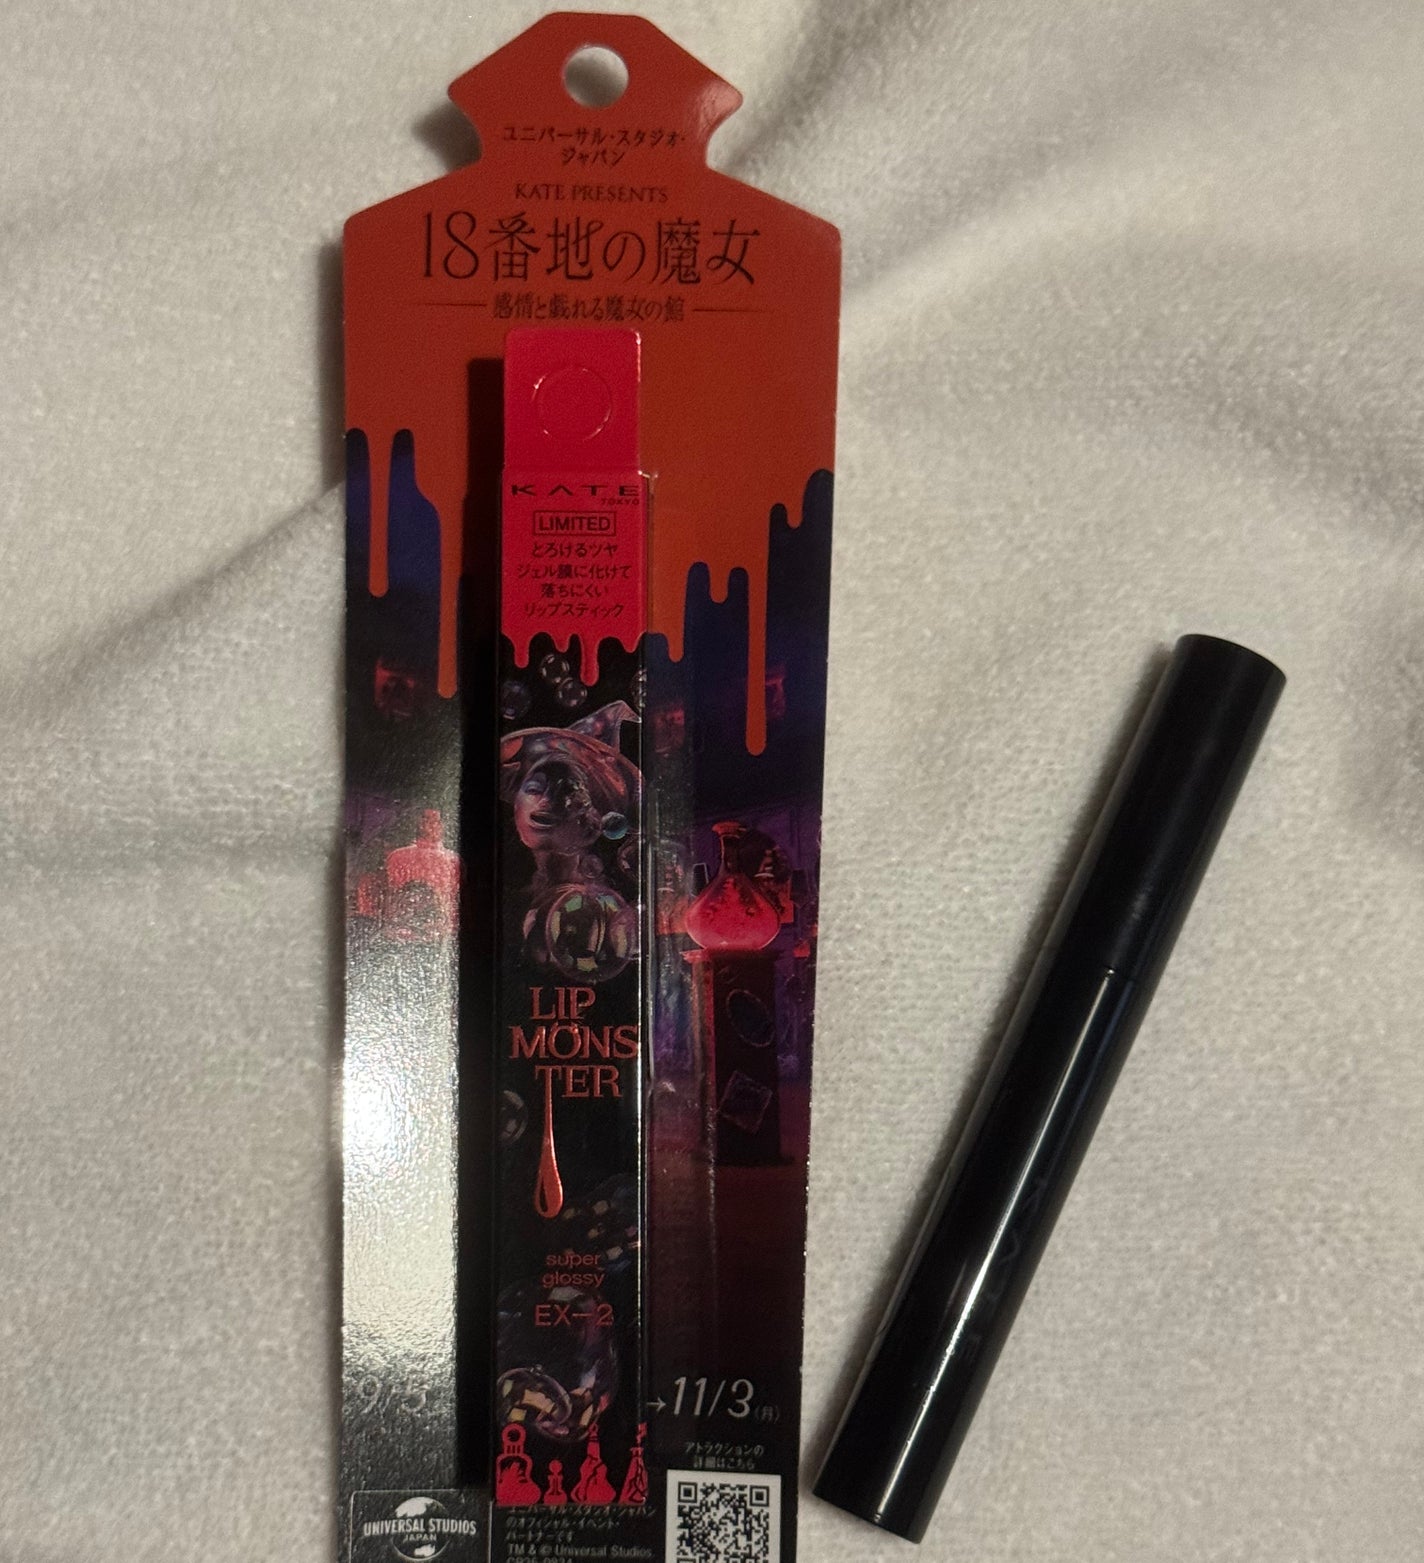 ユニバーサル・スタジオ・
ジャパン
KATE PRESENTS
18番地の魔女
感情と戯れる魔女の館
KATE
TOKYO
LIMITED
とろけるツヤ
ジェル膜に化けて
落ちにくい
リップスティック
LIP
MONS
TER
super
glossy
EX-2
9/5
→11/3(月)
アトラクションの
詳細はこちら
UNIVERSAL STUDIOS
JAPAN
ユニバーサル・スタジオ・ジャパン
のオフィシャル・イベント・
パートナーです
TM & © Universal Studios.
KATE